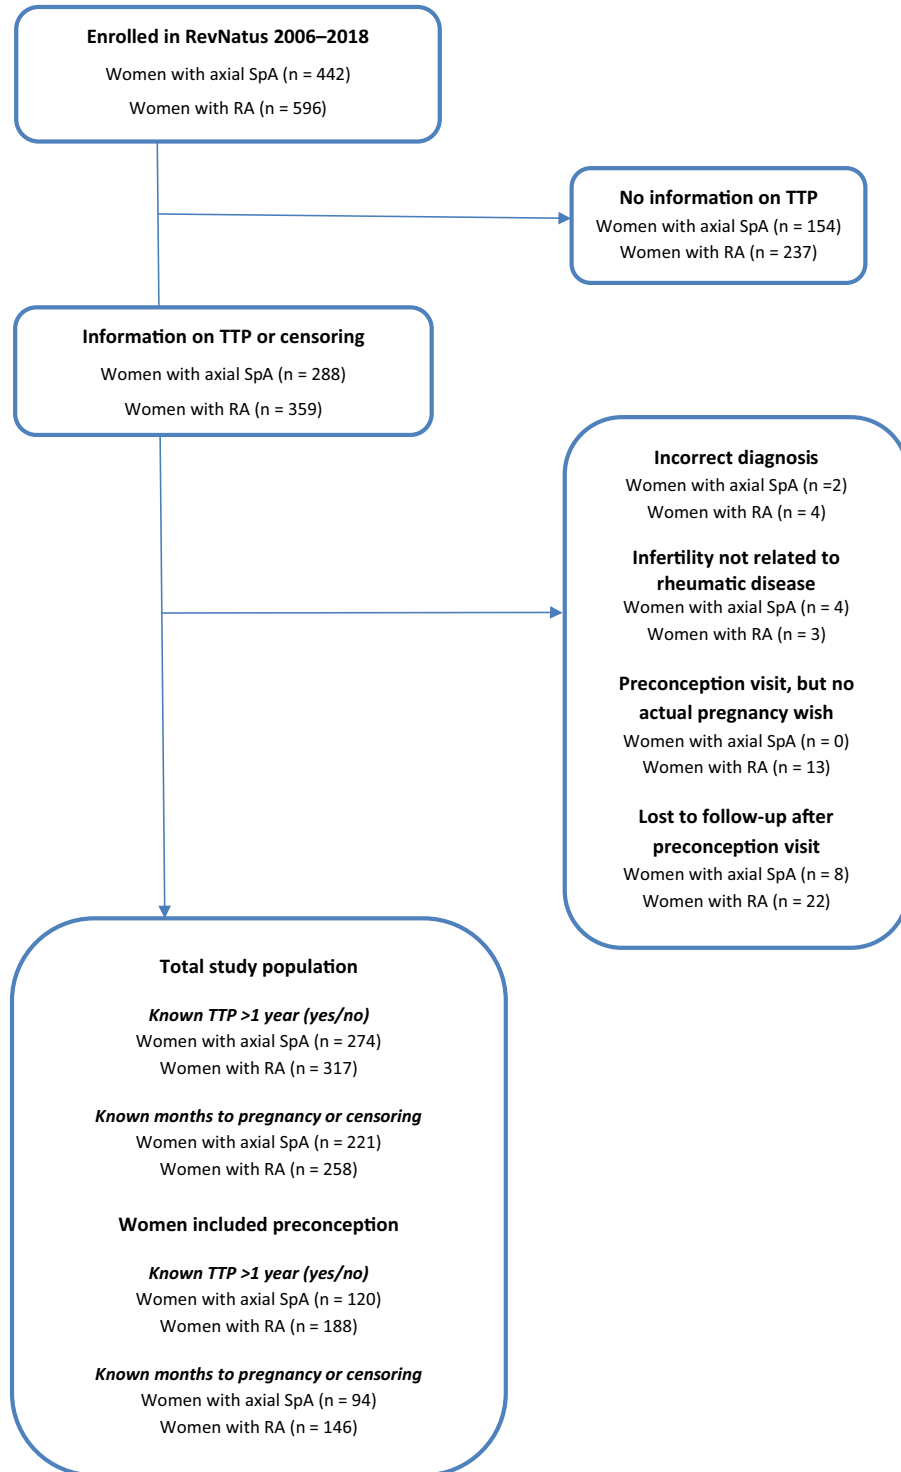 Enrolled in RevNatus 2006–2018
Women with axial SpA (n = 442)
Women with RA (n = 596)
No information on TTP
Women with axial SpA (n = 154)
Women with RA (n = 237)
Information on TTP or censoring
Women with axial SpA (n = 288)
Women with RA (n = 359)
Incorrect diagnosis
Women with axial SpA (n =2)
Women with RA (n = 4)
Infertility not related to
rheumatic disease
Women with axial SpA (n = 4)
Women with RA (n = 3)
Preconception visit, but no
actual pregnancy wish
Women with axial SpA (n = 0)
Women with RA (n = 13)
Lost to follow-up after
preconception visit
Women with axial SpA (n = 8)
Women with RA (n = 22)
Total study population
Known TTP >1 year (yes/no)
Women with axial SpA (n = 274)
Women with RA (n = 317)
Known months to pregnancy or censoring
Women with axial SpA (n = 221)
Women with RA (n = 258)
Women included preconception
Known TTP >1 year (yes/no)
Women with axial SpA (n = 120)
Women with RA (n = 188)
Known months to pregnancy or censoring
Women with axial SpA (n = 94)
Women with RA (n = 146)